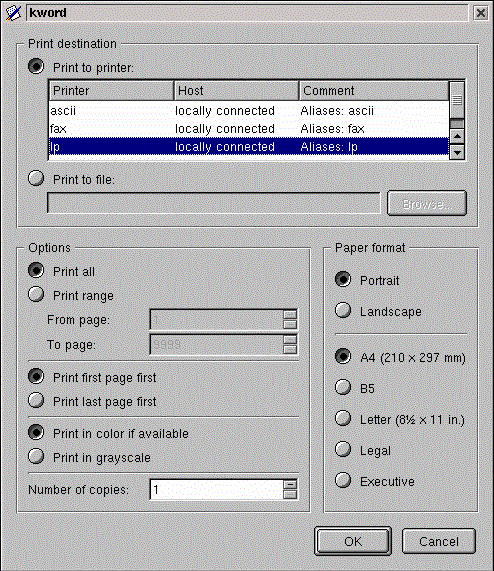 kword
Print destination
Print to printer:
Printer Host Comment
ascii locally connected Aliases: ascii
fax locally connected Aliases: fax
lp locally connected Aliases: lp
Print to file:
Browse...
Options
Print all
Print range
From page: 1
To page: 9999
Print first page first
Print last page first
Print in color if available
Print in grayscale
Number of copies: 1
Paper format
Portrait
Landscape
A4 (210 × 297 mm)
B5
Letter (8½ × 11 in.)
Legal
Executive
OK Cancel